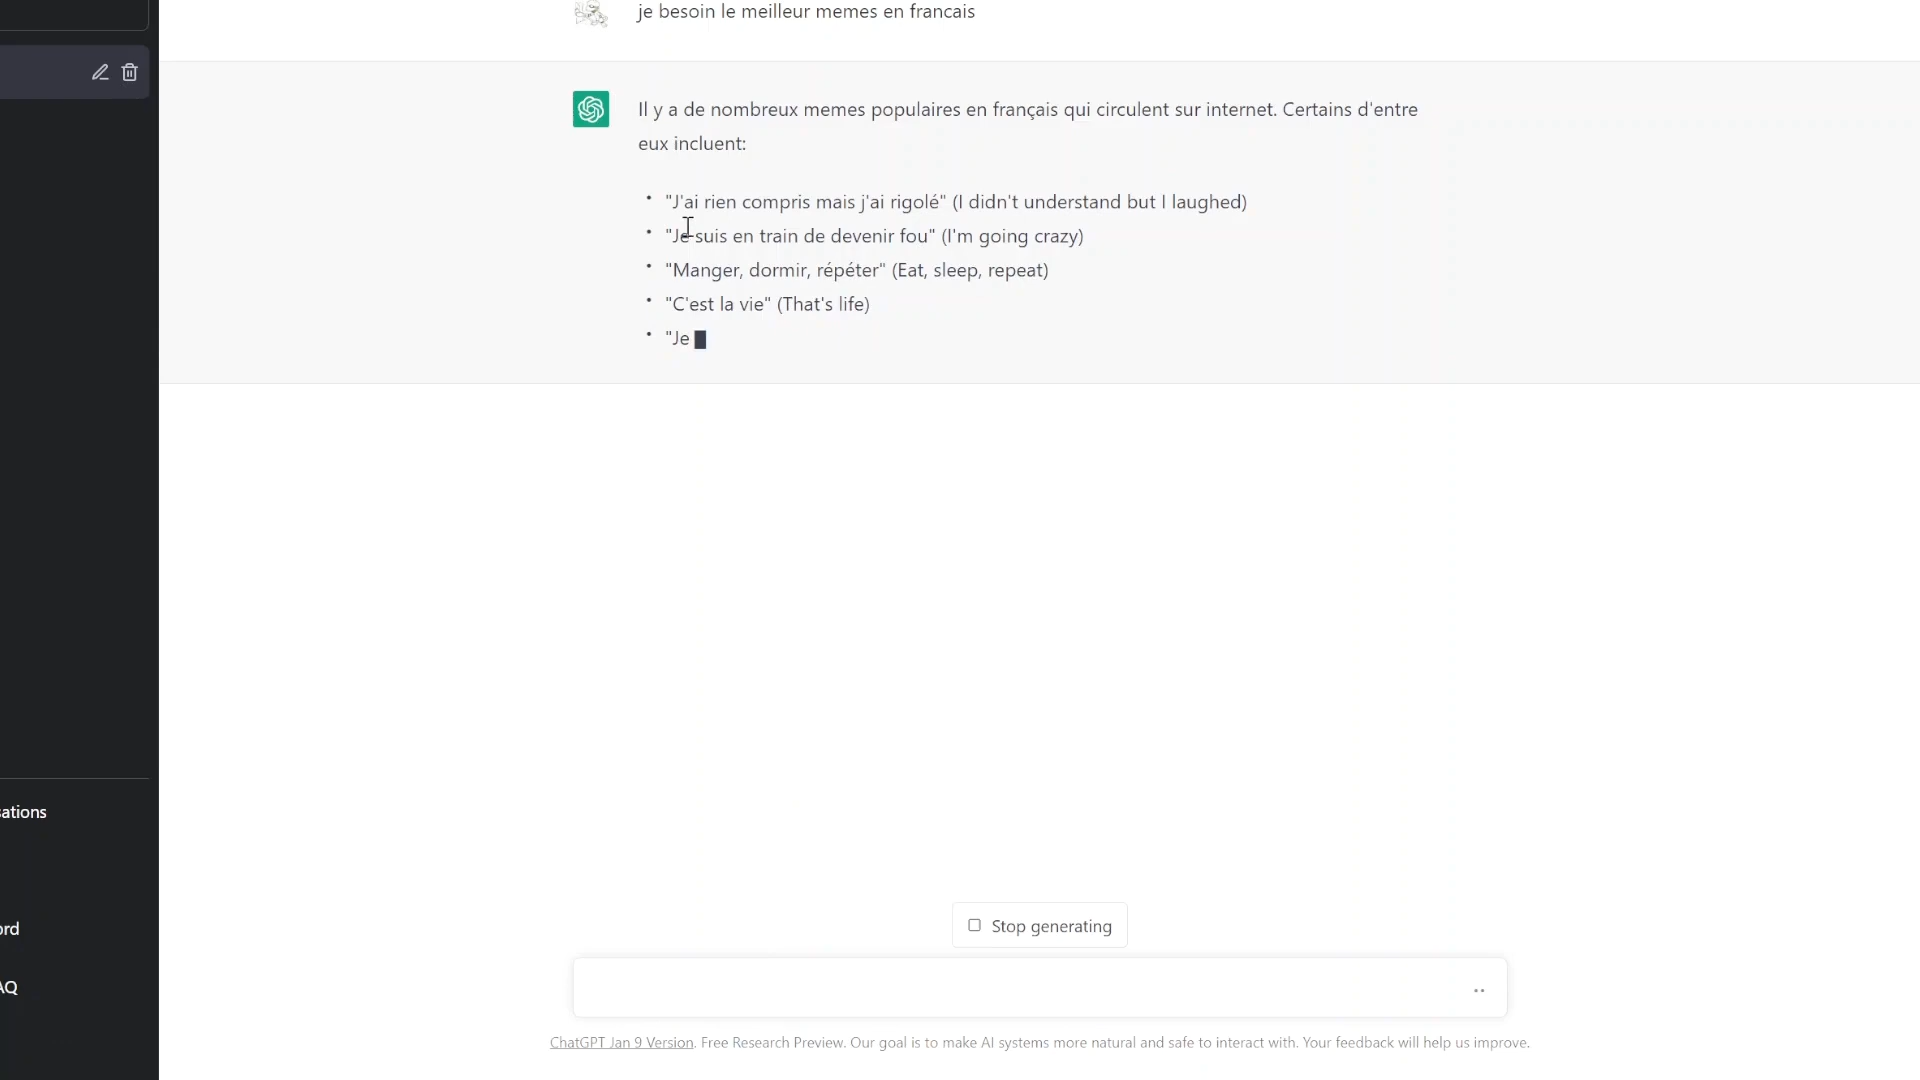 je besoin le meilleur memes en francais
Il y a de nombreux memes populaires en français qui circulent sur internet. Certains d'entre
eux incluent:
• "J'ai rien compris mais j'ai rigolé" (I didn't understand but I laughed)
• "Je suis en train de devenir fou" (I'm going crazy)
• "Manger, dormir, répéter" (Eat, sleep, repeat)
• "C'est la vie" (That's life)
• "Je
sations
ord
AQ
Stop generating
ChatGPT Jan 9 Version. Free Research Preview. Our goal is to make AI systems more natural and safe to interact with. Your feedback will help us improve.